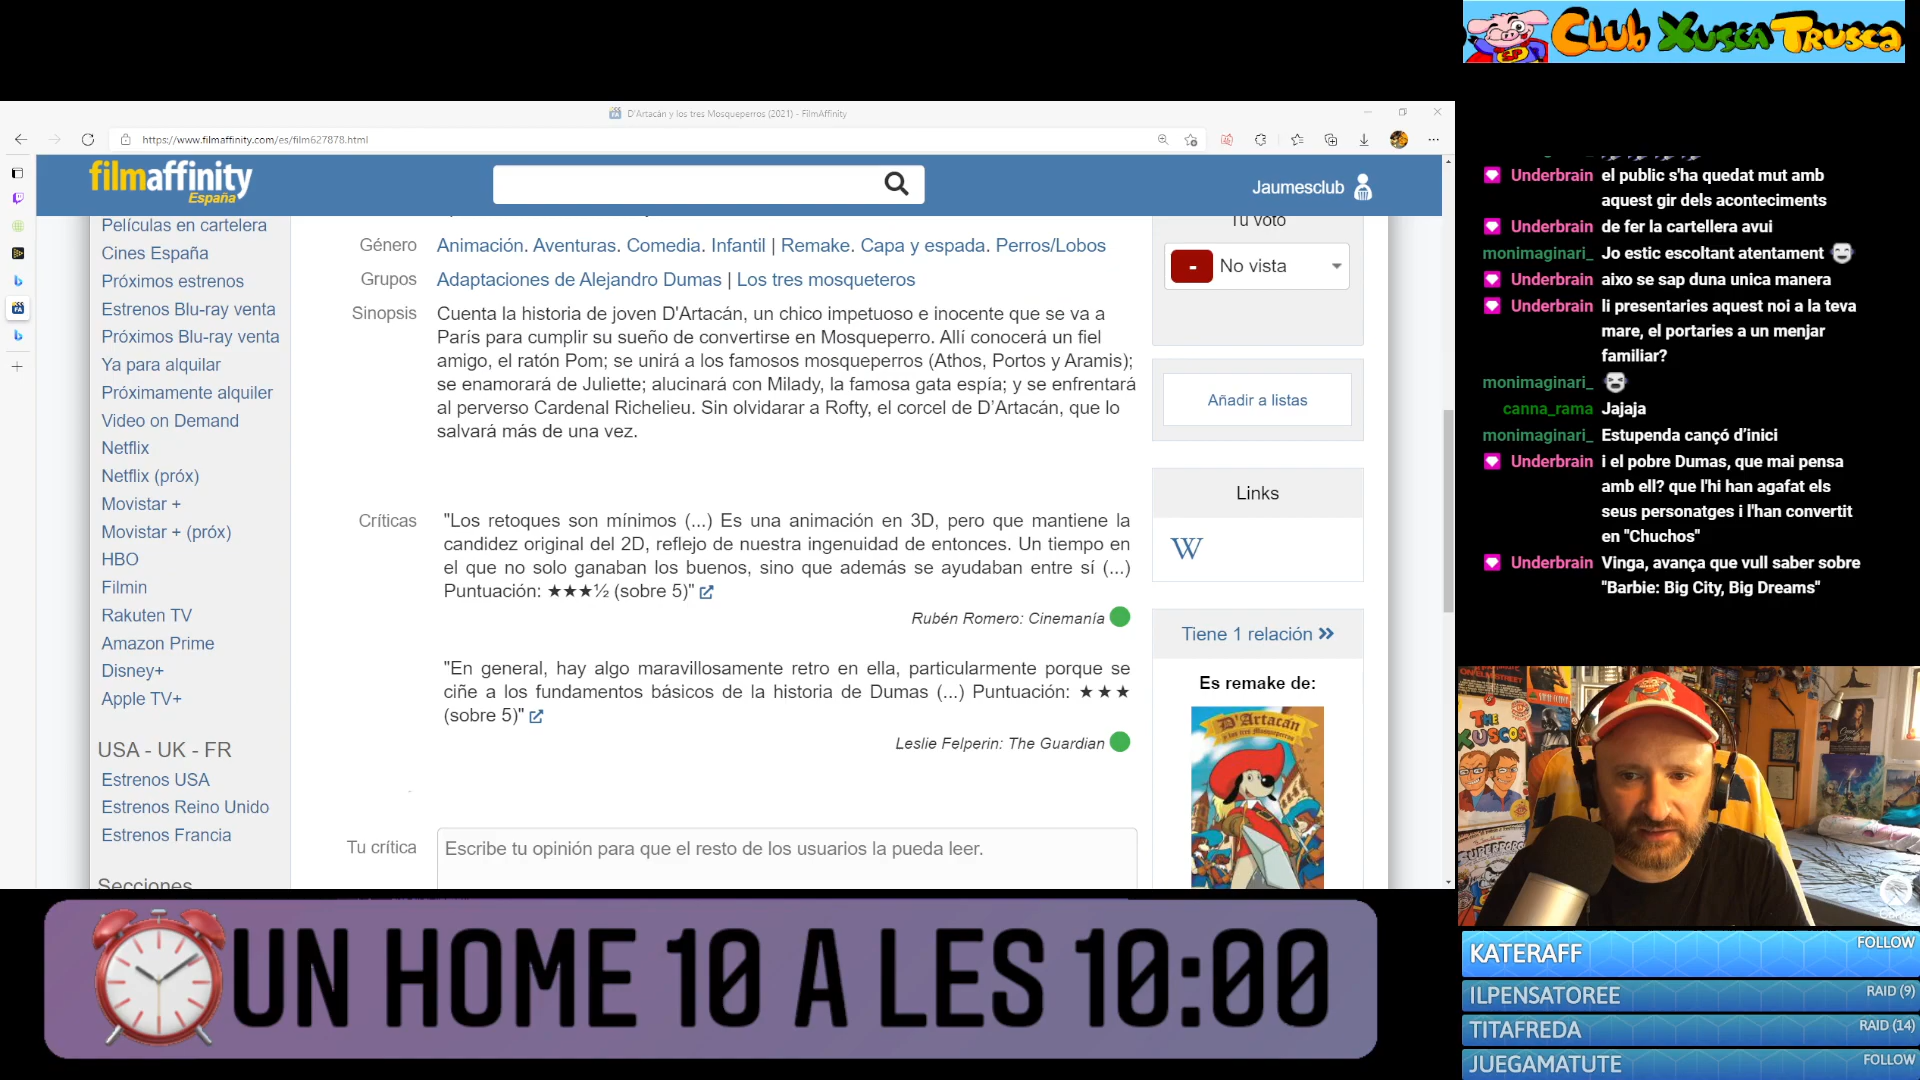 Club Xusca Trusca
D'Artacán y los tres Mosqueperros (2021) - FilmAffinity
https://www.filmaffinity.com/es/film627878.html
filmaffinity
España
Jaumesclub
Películas en cartelera
Cines España
Próximos estrenos
Estrenos Blu-ray venta
Próximos Blu-ray venta
Ya para alquilar
Próximamente alquiler
Video on Demand
Netflix
Netflix (próx)
Movistar +
Movistar + (próx)
HBO
Filmin
Rakuten TV
Amazon Prime
Disney+
Apple TV+
USA - UK - FR
Estrenos USA
Estrenos Reino Unido
Estrenos Francia
Secciones
Género Animación. Aventuras. Comedia. Infantil | Remake. Capa y espada. Perros/Lobos
Grupos Adaptaciones de Alejandro Dumas | Los tres mosqueteros
Sinopsis Cuenta la historia de joven D'Artacán, un chico impetuoso e inocente que se va a
París para cumplir su sueño de convertirse en Mosqueperro. Allí conocerá un fiel
amigo, el ratón Pom; se unirá a los famosos mosqueperros (Athos, Portos y Aramis);
se enamorará de Juliette; alucinará con Milady, la famosa gata espía; y se enfrentará
al perverso Cardenal Richelieu. Sin olvidarar a Rofty, el corcel de D’Artacán, que lo
salvará más de una vez.
Críticas "Los retoques son mínimos (...) Es una animación en 3D, pero que mantiene la
candidez original del 2D, reflejo de nuestra ingenuidad de entonces. Un tiempo en
el que no solo ganaban los buenos, sino que además se ayudaban entre sí (...)
Puntuación: ★★★½ (sobre 5)"
Rubén Romero: Cinemanía
"En general, hay algo maravillosamente retro en ella, particularmente porque se
ciñe a los fundamentos básicos de la historia de Dumas (...) Puntuación: ★★★
(sobre 5)"
Leslie Felperin: The Guardian
Tu crítica Escribe tu opinión para que el resto de los usuarios la pueda leer.
Tu voto
- No vista
Añadir a listas
Links
W
Tiene 1 relación »
Es remake de:
D'Artacán
y los tres Mosqueperros
Underbrain el public s'ha quedat mut amb
aquest gir dels aconteciments
Underbrain de fer la cartellera avui
monimaginari_ Jo estic escoltant atentament
Underbrain aixo se sap duna unica manera
Underbrain li presentaries aquest noi a la teva
mare, el portaries a un menjar
familiar?
monimaginari_
canna_rama Jajaja
monimaginari_ Estupenda cançó d’inici
Underbrain i el pobre Dumas, que mai pensa
amb ell? que l'hi han agafat els
seus personatges i l'han convertit
en "Chuchos"
Underbrain Vinga, avança que vull saber sobre
"Barbie: Big City, Big Dreams"
THE
XUSCOS
UN HOME 10 A LES 10:00
KATERAFF FOLLOW
ILPENSATOREE RAID (9)
TITAFREDA RAID (14)
JUEGAMATUTE FOLLOW